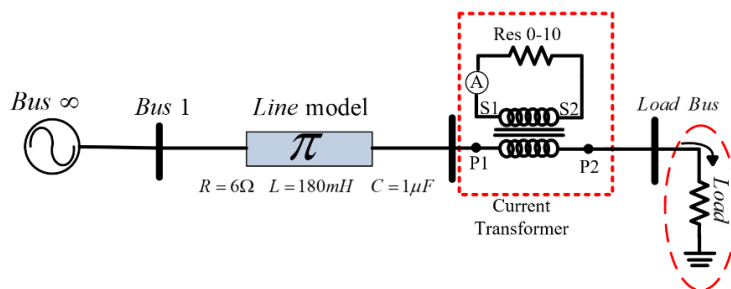 Res 0-10
A
S1 S2
Bus ∞
Bus 1
Line model
Load Bus
π
P1
P2
R = 6Ω L = 180mH C = 1μF
Load
Current
Transformer